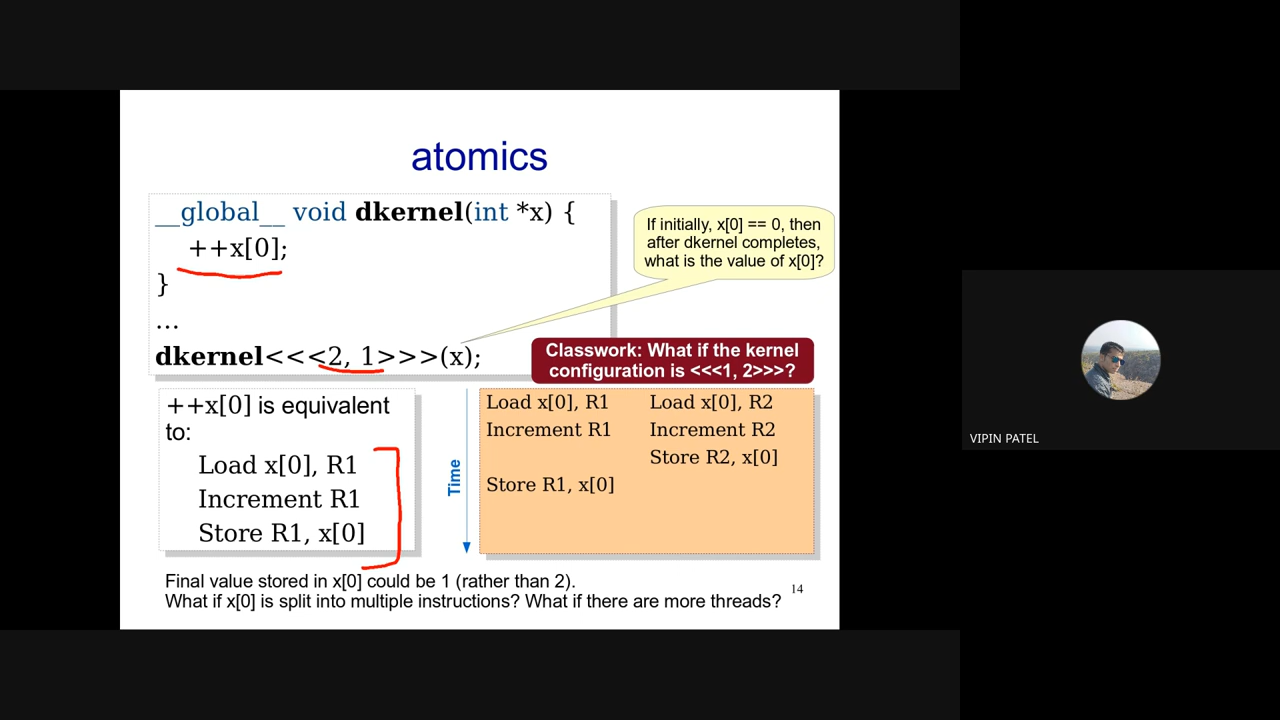 atomics
__global__ void dkernel(int *x) {
++x[0];
}
...
dkernel<<<2, 1>>>(x);
If initially, x[0] == 0, then
after dkernel completes,
what is the value of x[0]?
Classwork: What if the kernel
configuration is <<<1, 2>>>?
++x[0] is equivalent
to:
Load x[0], R1
Increment R1
Store R1, x[0]
Time
Load x[0], R1 Load x[0], R2
Increment R1 Increment R2
Store R2, x[0]
Store R1, x[0]
Final value stored in x[0] could be 1 (rather than 2).
What if x[0] is split into multiple instructions? What if there are more threads?
14
VIPIN PATEL